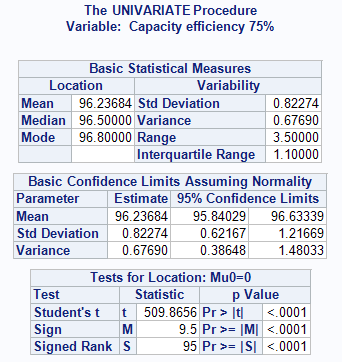 The UNIVARIATE Procedure
Variable: Capacity efficiency 75%
Basic Statistical Measures
Location Variability
Mean 96.23684 Std Deviation 0.82274
Median 96.50000 Variance 0.67690
Mode 96.80000 Range 3.50000
Interquartile Range 1.10000
Basic Confidence Limits Assuming Normality
Parameter Estimate 95% Confidence Limits
Mean 96.23684 95.84029 96.63339
Std Deviation 0.82274 0.62167 1.21669
Variance 0.67690 0.38648 1.48033
Tests for Location: Mu0=0
Test Statistic p Value
Student's t t 509.8656 Pr > |t| <.0001
Sign M 9.5 Pr >= |M| <.0001
Signed Rank S 95 Pr >= |S| <.0001